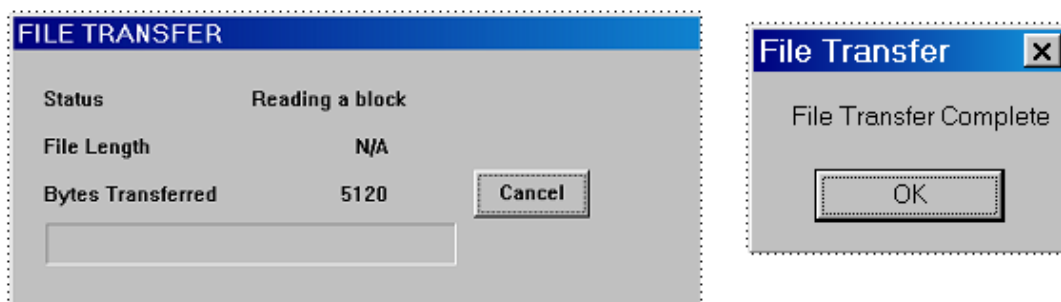 FILE TRANSFER
Status Reading a block
File Length N/A
Bytes Transferred 5120
Cancel
File Transfer
File Transfer Complete
OK